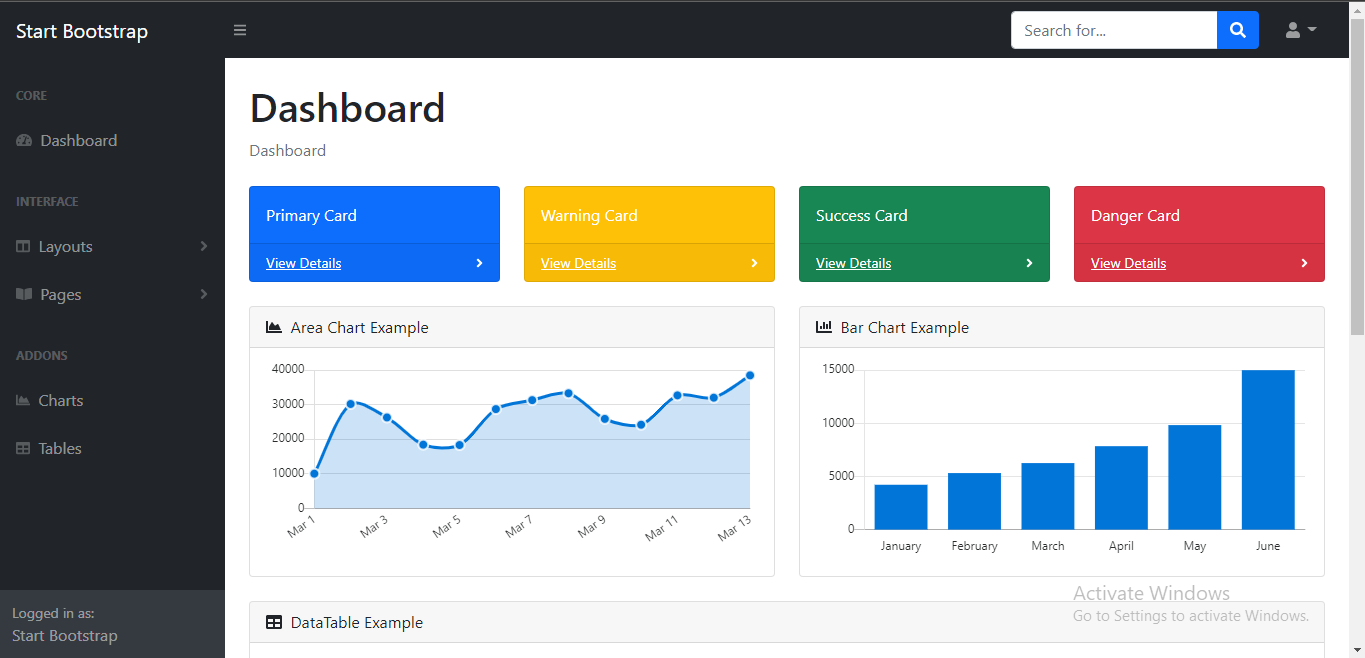 Start Bootstrap
Search for...
CORE
Dashboard
INTERFACE
Layouts
Pages
ADDONS
Charts
Tables
Logged in as:
Start Bootstrap
Dashboard
Dashboard
Primary Card
View Details
Warning Card
View Details
Success Card
View Details
Danger Card
View Details
Area Chart Example
40000
30000
20000
10000
0
Mar 1
Mar 3
Mar 5
Mar 7
Mar 9
Mar 11
Mar 13
Bar Chart Example
15000
10000
5000
0
January
February
March
April
May
June
DataTable Example
Activate Windows
Go to Settings to activate Windows.